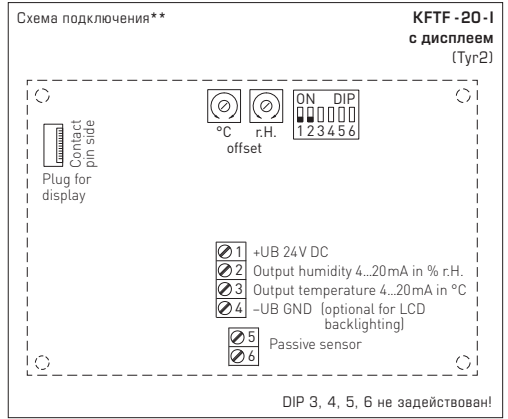 Схема подключения**
KFTF - 20 - I
с дисплеем
(Tyr2)
ON DIP
1 2 3 4 5 6
°C r.H.
offset
Contact
pin side
Plug for
display
1 +UB 24V DC
2 Output humidity 4...20mA in % r.H.
3 Output temperature 4...20mA in °C
4 –UB GND (optional for LCD
backlighting)
5 Passive sensor
6
DIP 3, 4, 5, 6 не задействован!